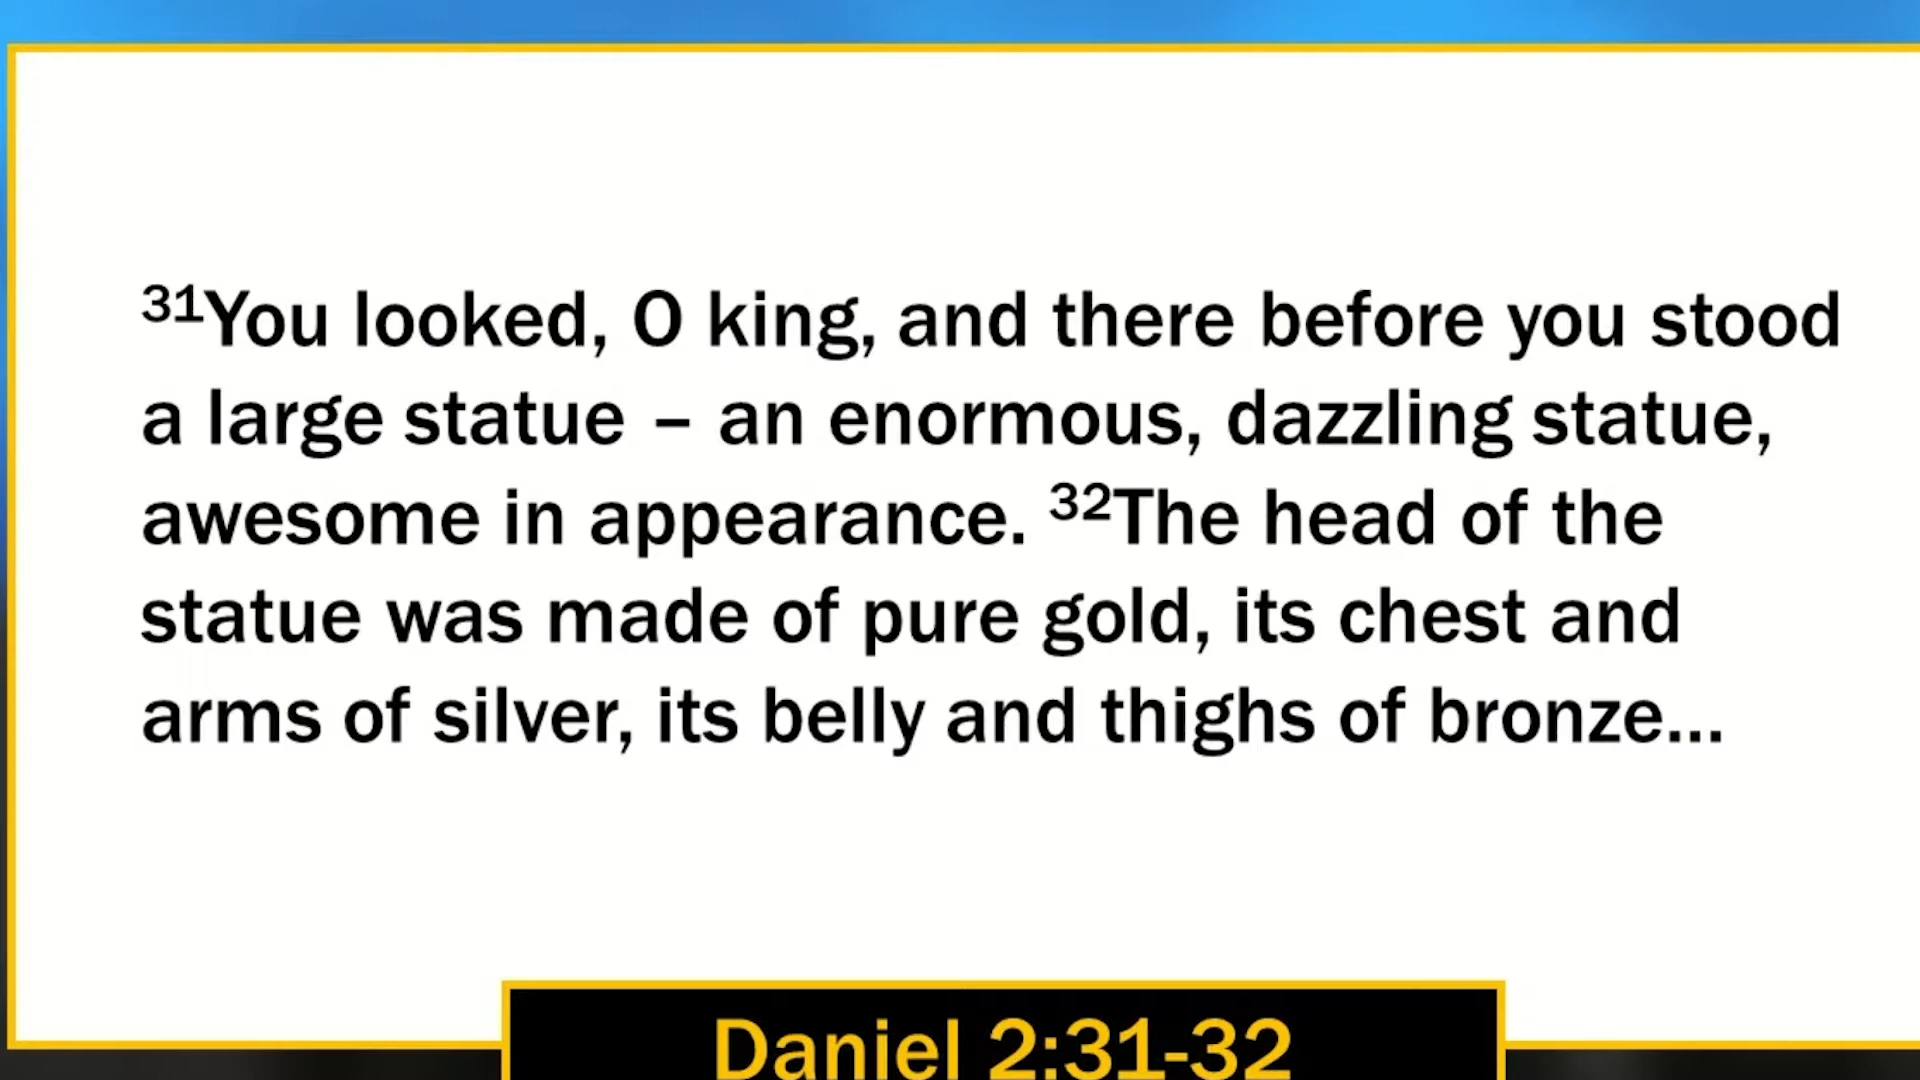 ³¹You looked, O king, and there before you stood
a large statue – an enormous, dazzling statue,
awesome in appearance. ³²The head of the
statue was made of pure gold, its chest and
arms of silver, its belly and thighs of bronze...
Daniel 2:31-32